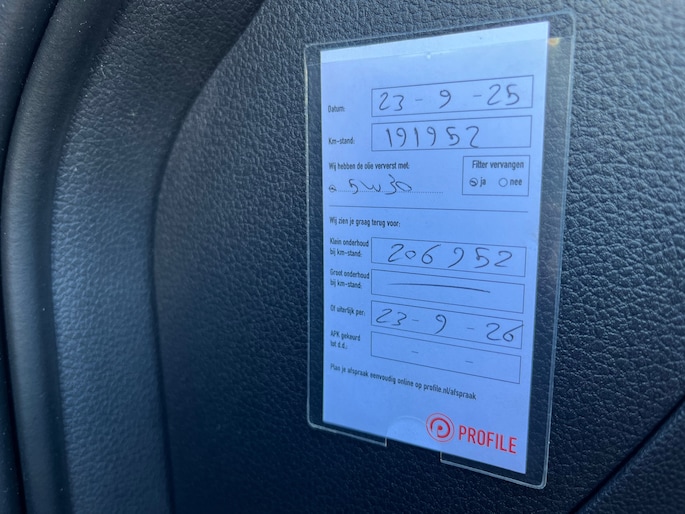 Datum: 23 - 9 - 25
Km-stand: 191952
Wij hebben de olie ververst met:
5W30
Filter vervangen
ja nee
Wij zien je graag terug voor:
Klein onderhoud
bij km-stand: 206952
Groot onderhoud
bij km-stand:
Of uiterlijk per: 23 - 9 - 26
APK gekeurd
tot d.d.: - -
Plan je afspraak eenvoudig online op profile.nl/afspraak
PROFILE